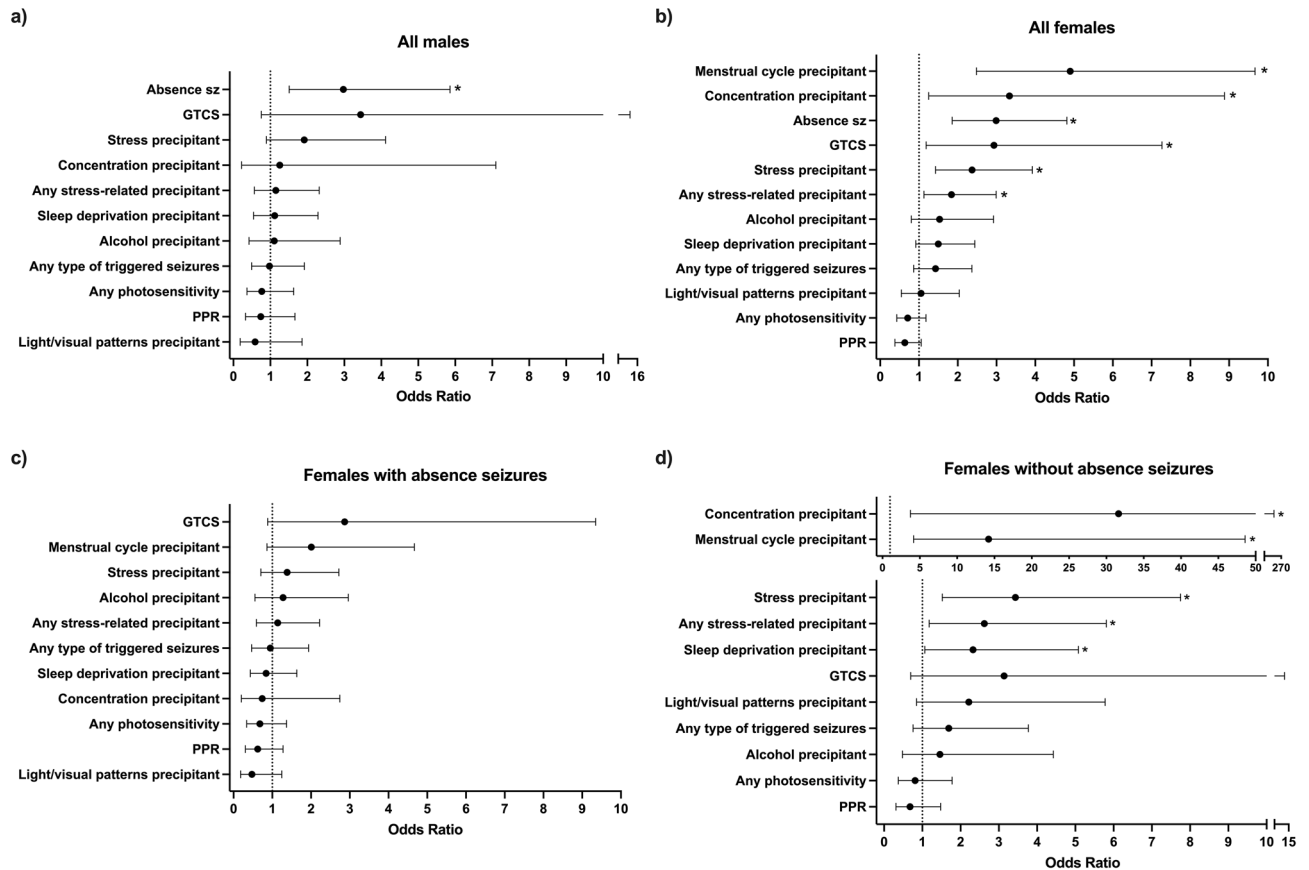 a)
All males
Absence sz
*
GTCS
Stress precipitant
Concentration precipitant
Any stress-related precipitant
Sleep deprivation precipitant
Alcohol precipitant
Any type of triggered seizures
Any photosensitivity
PPR
Light/visual patterns precipitant
0 1 2 3 4 5 6 7 8 9 10 16
Odds Ratio
b)
All females
Menstrual cycle precipitant
*
Concentration precipitant
*
Absence sz
*
GTCS
*
Stress precipitant
*
Any stress-related precipitant
*
Alcohol precipitant
Sleep deprivation precipitant
Any type of triggered seizures
Light/visual patterns precipitant
Any photosensitivity
PPR
0 1 2 3 4 5 6 7 8 9 10
Odds Ratio
c)
Females with absence seizures
GTCS
Menstrual cycle precipitant
Stress precipitant
Alcohol precipitant
Any stress-related precipitant
Any type of triggered seizures
Sleep deprivation precipitant
Concentration precipitant
Any photosensitivity
PPR
Light/visual patterns precipitant
0 1 2 3 4 5 6 7 8 9 10
Odds Ratio
d)
Females without absence seizures
Concentration precipitant
*
Menstrual cycle precipitant
*
0 5 10 15 20 25 30 35 40 45 50 270
Stress precipitant
*
Any stress-related precipitant
*
Sleep deprivation precipitant
*
GTCS
Light/visual patterns precipitant
Any type of triggered seizures
Alcohol precipitant
Any photosensitivity
PPR
0 1 2 3 4 5 6 7 8 9 10 15
Odds Ratio